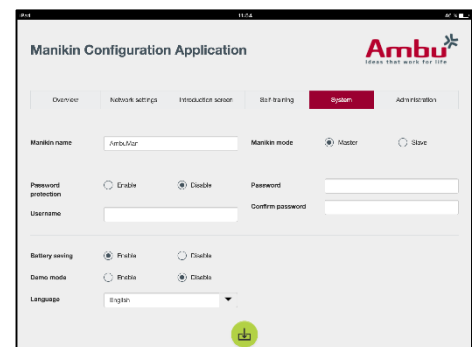 iPad 11:04
Manikin Configuration Application
Ambu
Ideas that work for life
Overview Network settings Introduction screen Self-training System Administration
Manikin name AmbuMan Manikin mode Master Slave
Password protection Enable Disable Password
Username Confirm password
Battery saving Enable Disable
Demo mode Enable Disable
Language English